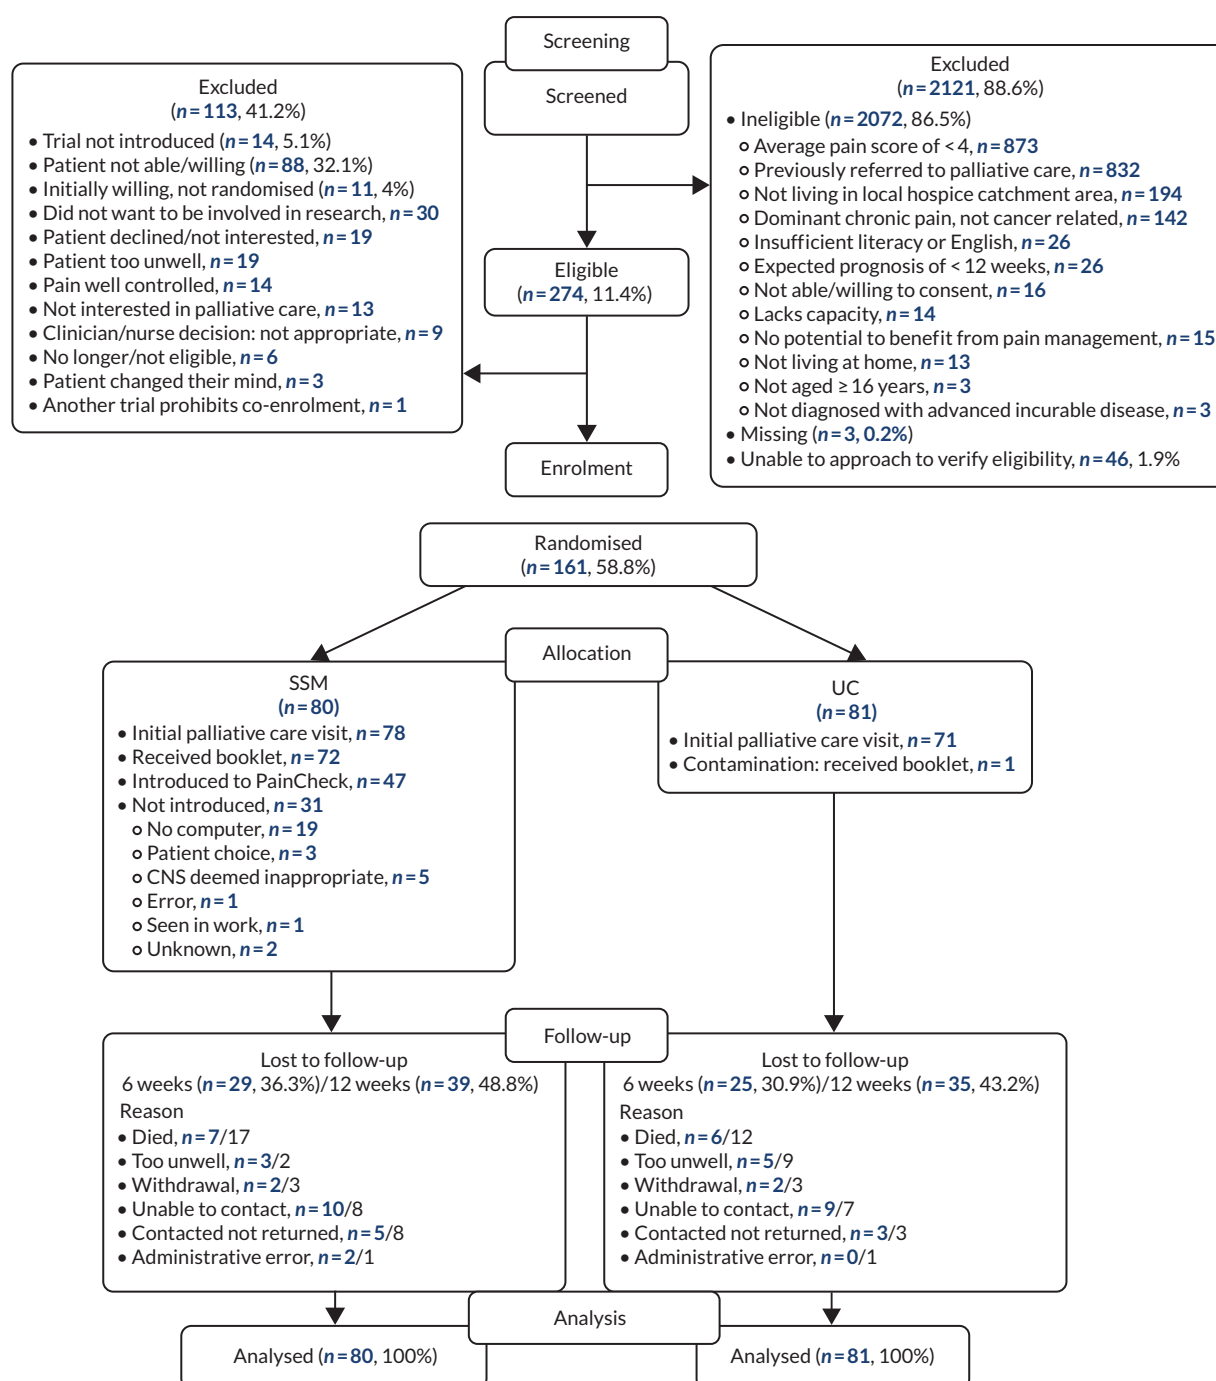 Screening
Screened
Excluded
(n=2121, 88.6%)
• Ineligible (n=2072, 86.5%)
Average pain score of <4, n=873
Previously referred to palliative care, n=832
Not living in local hospice catchment area, n=194
Dominant chronic pain, not cancer related, n=142
Insufficient literacy or English, n=26
Expected prognosis of <12 weeks, n=26
Not able/willing to consent, n=16
Lacks capacity, n=14
No potential to benefit from pain management, n=15
Not living at home, n=13
Not aged ≥ 16 years, n=3
Not diagnosed with advanced incurable disease, n=3
• Missing (n=3, 0.2%)
• Unable to approach to verify eligibility, n=46, 1.9%
Eligible
(n=274, 11.4%)
Excluded
(n=113, 41.2%)
• Trial not introduced (n=14, 5.1%)
• Patient not able/willing (n=88, 32.1%)
• Initially willing, not randomised (n=11, 4%)
• Did not want to be involved in research, n=30
• Patient declined/not interested, n=19
• Patient too unwell, n=19
• Pain well controlled, n=14
• Not interested in palliative care, n=13
• Clinician/nurse decision: not appropriate, n=9
• No longer/not eligible, n=6
• Patient changed their mind, n=3
• Another trial prohibits co-enrolment, n=1
Enrolment
Randomised
(n=161, 58.8%)
Allocation
SSM
(n=80)
• Initial palliative care visit, n=78
• Received booklet, n=72
• Introduced to PainCheck, n=47
• Not introduced, n=31
No computer, n=19
Patient choice, n=3
CNS deemed inappropriate, n=5
Error, n=1
Seen in work, n=1
Unknown, n=2
UC
(n=81)
• Initial palliative care visit, n=71
• Contamination: received booklet, n=1
Follow-up
Lost to follow-up
6 weeks (n=29, 36.3%)/12 weeks (n=39, 48.8%)
Reason
• Died, n=7/17
• Too unwell, n=3/2
• Withdrawal, n=2/3
• Unable to contact, n=10/8
• Contacted not returned, n=5/8
• Administrative error, n=2/1
Lost to follow-up
6 weeks (n=25, 30.9%)/12 weeks (n=35, 43.2%)
Reason
• Died, n=6/12
• Too unwell, n=5/9
• Withdrawal, n=2/3
• Unable to contact, n=9/7
• Contacted not returned, n=3/3
• Administrative error, n=0/1
Analysis
Analysed (n=80, 100%)
Analysed (n=81, 100%)